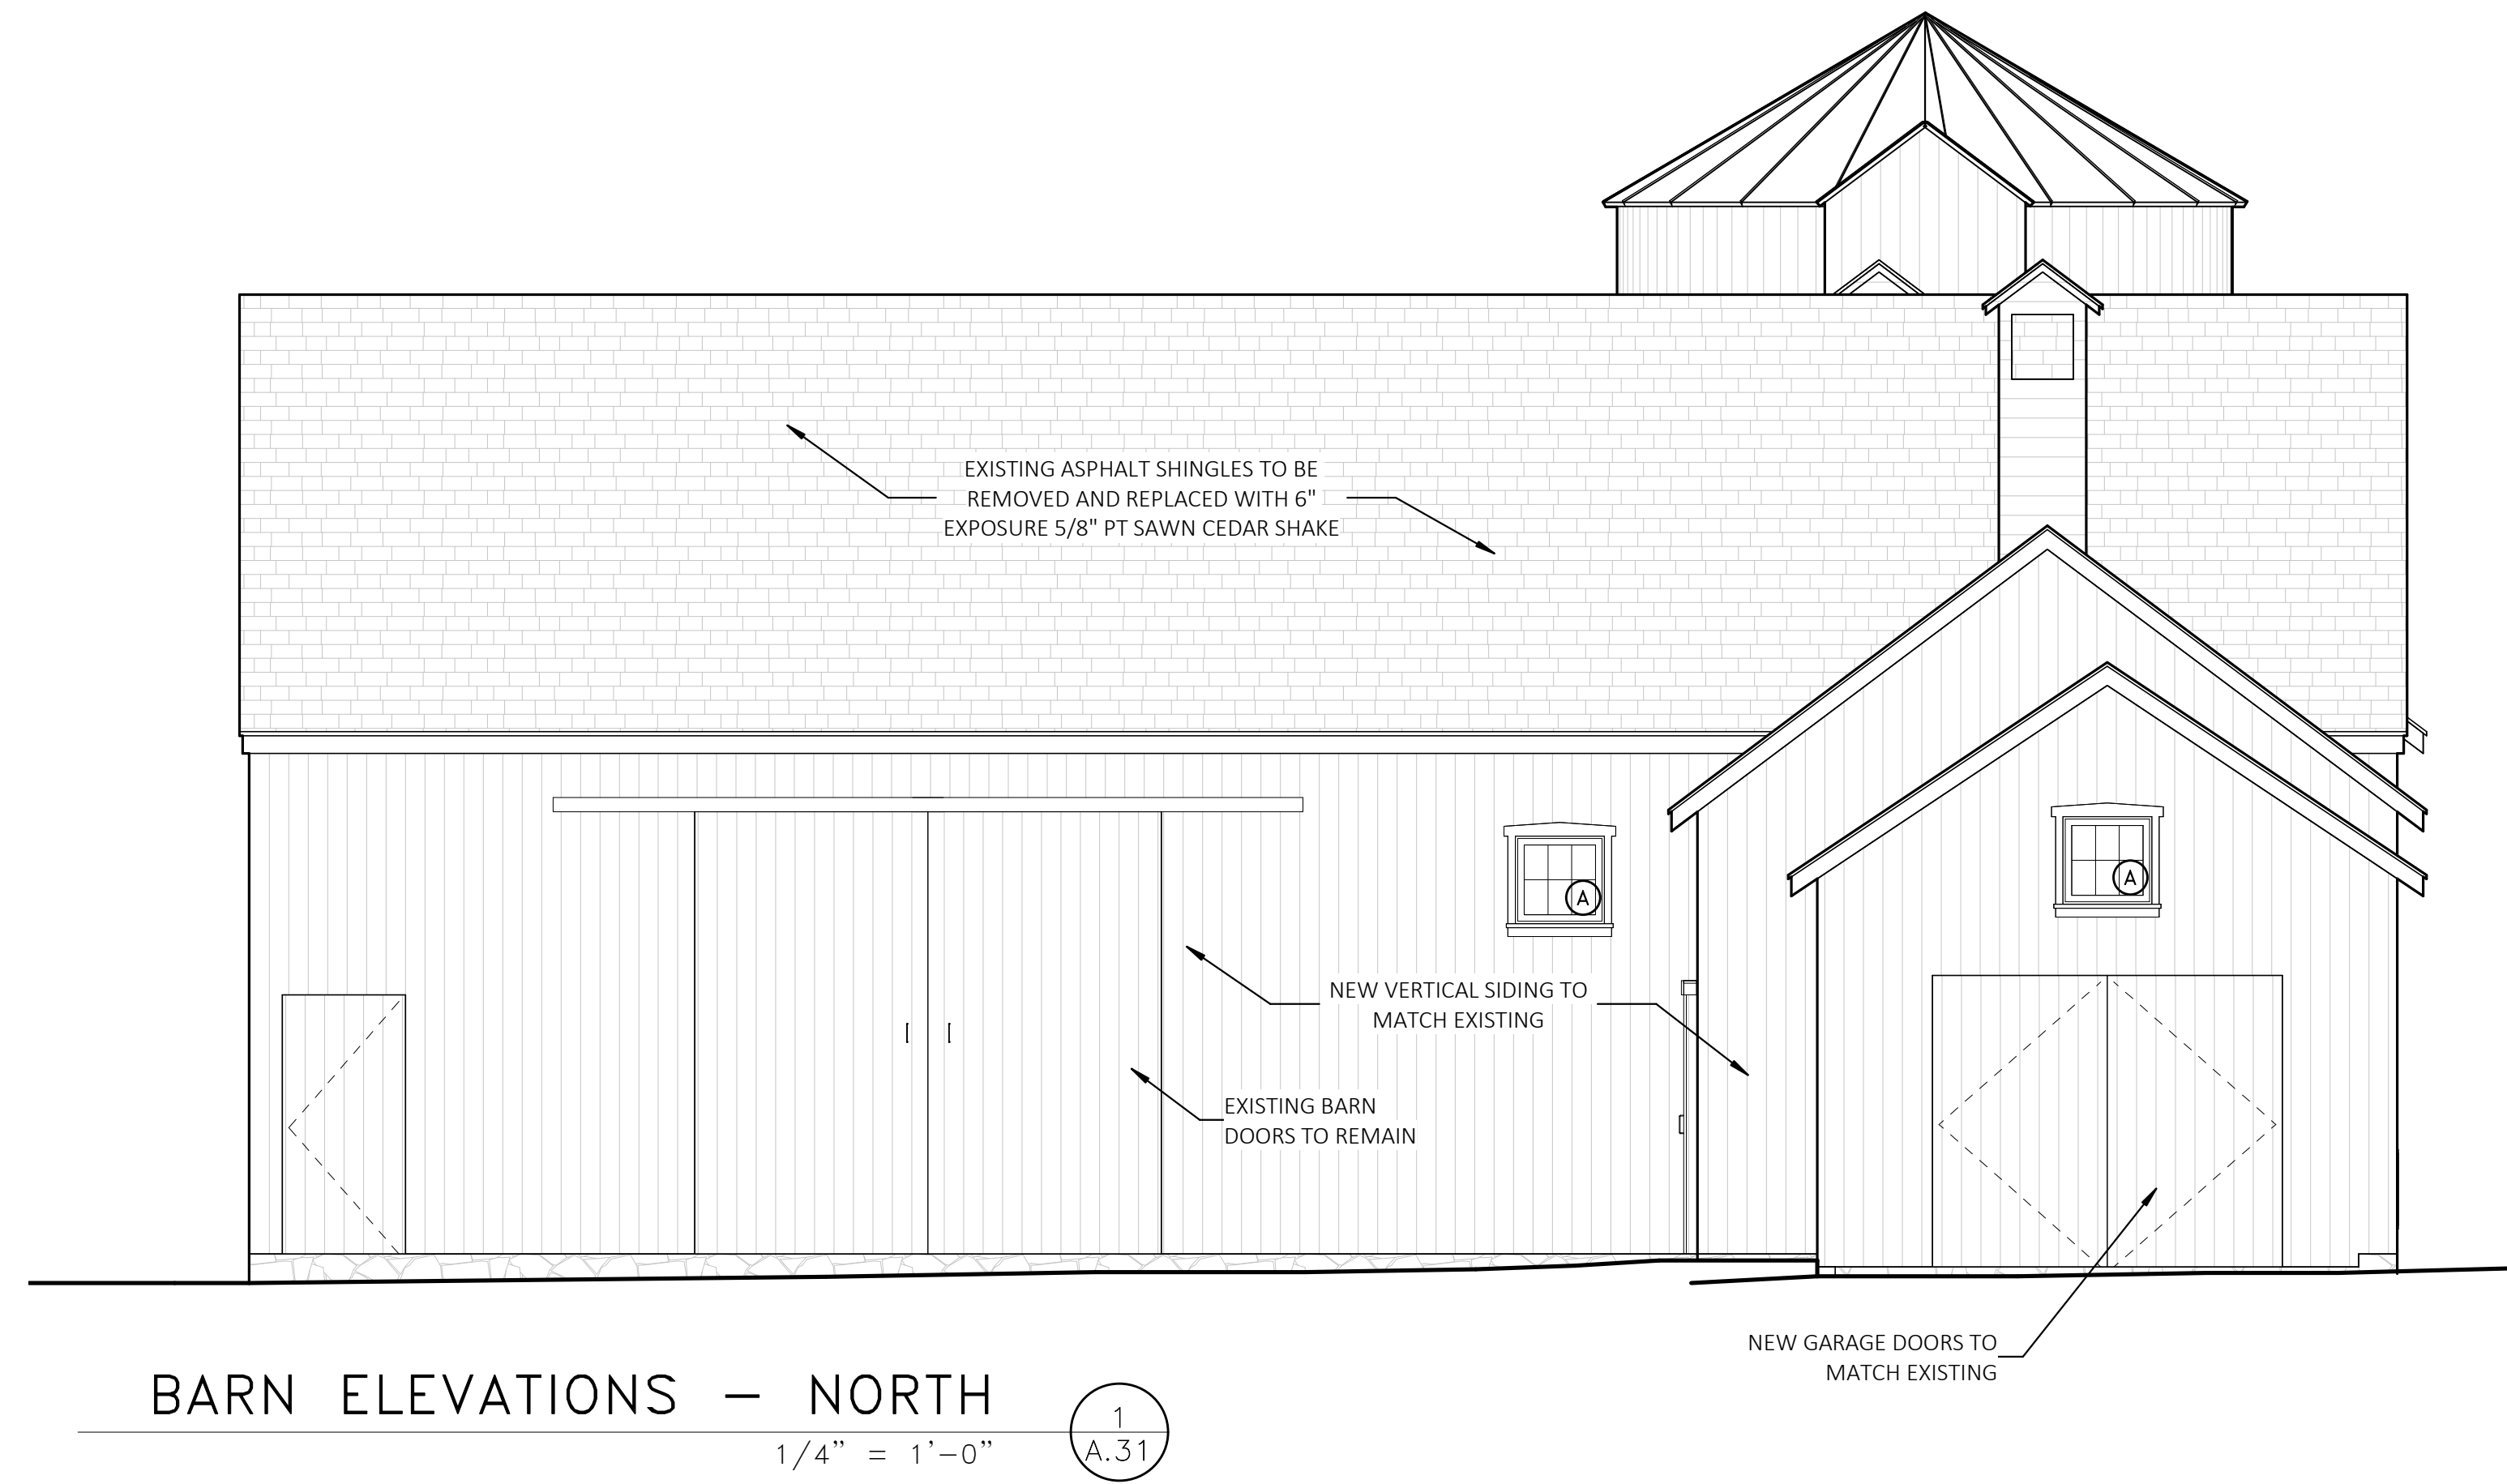 EXISTING ASPHALT SHINGLES TO BE
REMOVED AND REPLACED WITH 6"
EXPOSURE 5/8" PT SAWN CEDAR SHAKE
A
A
NEW VERTICAL SIDING TO
MATCH EXISTING
EXISTING BARN
DOORS TO REMAIN
NEW GARAGE DOORS TO
MATCH EXISTING
BARN ELEVATIONS – NORTH
1/4” = 1’–0”
1
A.31